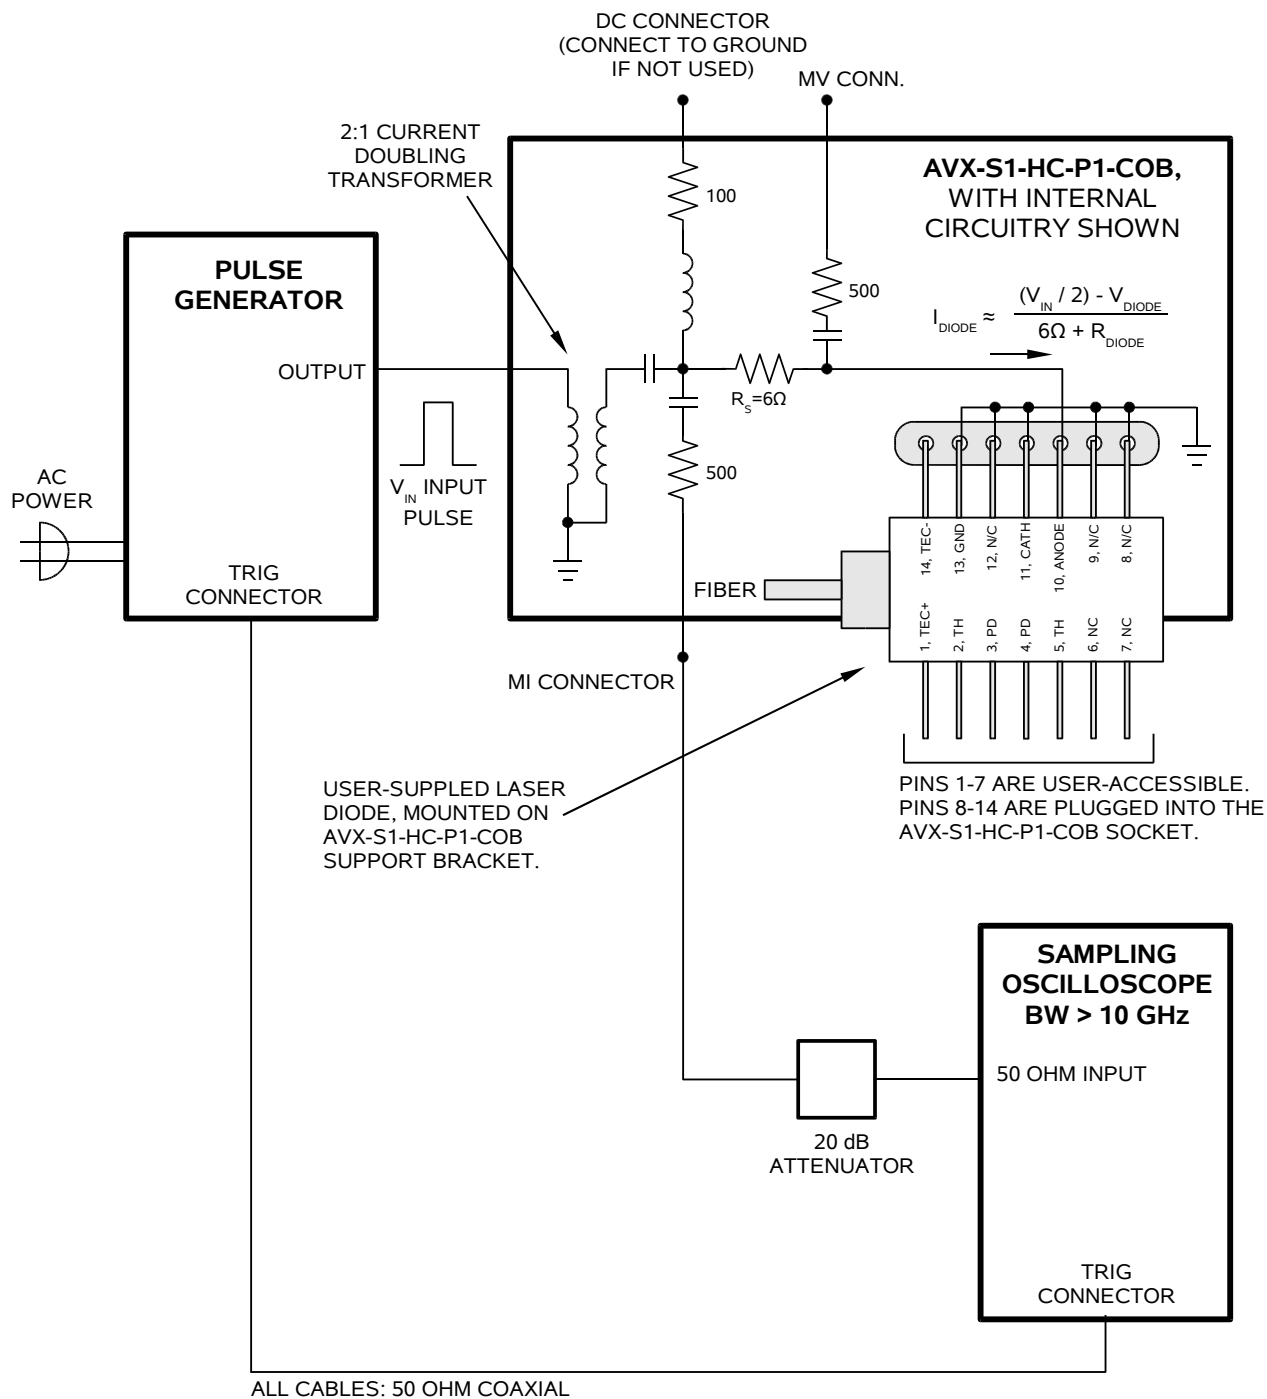 DC CONNECTOR
(CONNECT TO GROUND
IF NOT USED)
MV CONN.
2:1 CURRENT
DOUBLING
TRANSFORMER
100
AVX-S1-HC-P1-COB,
WITH INTERNAL
CIRCUITRY SHOWN
PULSE
GENERATOR
500
I_DIODE ≈ (V_IN / 2) - V_DIODE
6Ω + R_DIODE
OUTPUT
R_S=6Ω
AC
POWER
V_IN INPUT
PULSE
500
14, TEC-
13, GND
12, N/C
11, CATH
10, ANODE
9, N/C
8, N/C
TRIG
CONNECTOR
FIBER
1, TEC+
2, TH
3, PD
4, PD
5, TH
6, NC
7, NC
MI CONNECTOR
USER-SUPPLED LASER
DIODE, MOUNTED ON
AVX-S1-HC-P1-COB
SUPPORT BRACKET.
PINS 1-7 ARE USER-ACCESSIBLE.
PINS 8-14 ARE PLUGGED INTO THE
AVX-S1-HC-P1-COB SOCKET.
SAMPLING
OSCILLOSCOPE
BW > 10 GHz
50 OHM INPUT
20 dB
ATTENUATOR
TRIG
CONNECTOR
ALL CABLES: 50 OHM COAXIAL